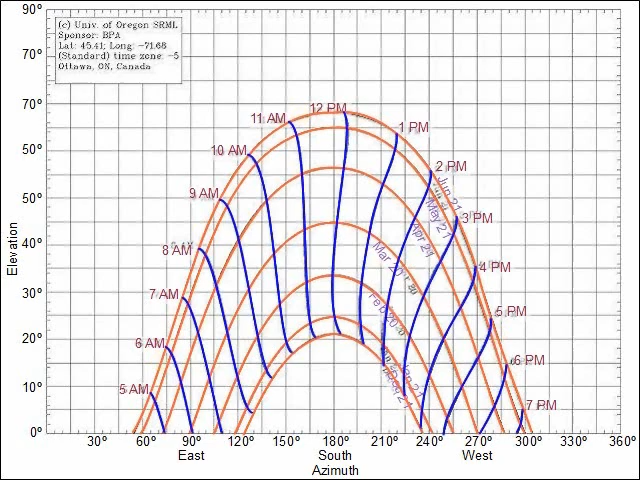 90°
(c) Univ. of Oregon SRML
Sponsor: BPA
Lat: 45.41; Long: -71.68
(Standard) time zone: -5
Ottawa, ON, Canada
80°
70°
60°
50°
40°
30°
20°
10°
0°
Elevation
12 PM
11 AM
1 PM
10 AM
2 PM
9 AM
3 PM
8 AM
4 PM
7 AM
5 PM
6 AM
6 PM
5 AM
7 PM
Jun 21
May 21
Apr 21
Mar 20
Feb 20
Dec 21
30° 60° 90° 120° 150° 180° 210° 240° 270° 300° 330° 360°
East South West
Azimuth